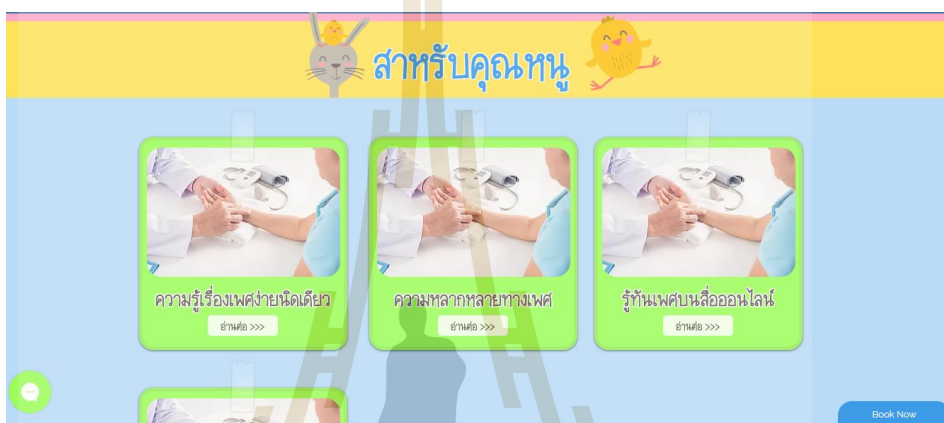 สำหรับคุณหนู
ความรู้เรื่องเพศง่ายนิดเดียว
อ่านต่อ >>>
ความหลากหลายทางเพศ
อ่านต่อ >>>
รู้ทันเพศบนสื่อออนไลน์
อ่านต่อ >>>
Book Now